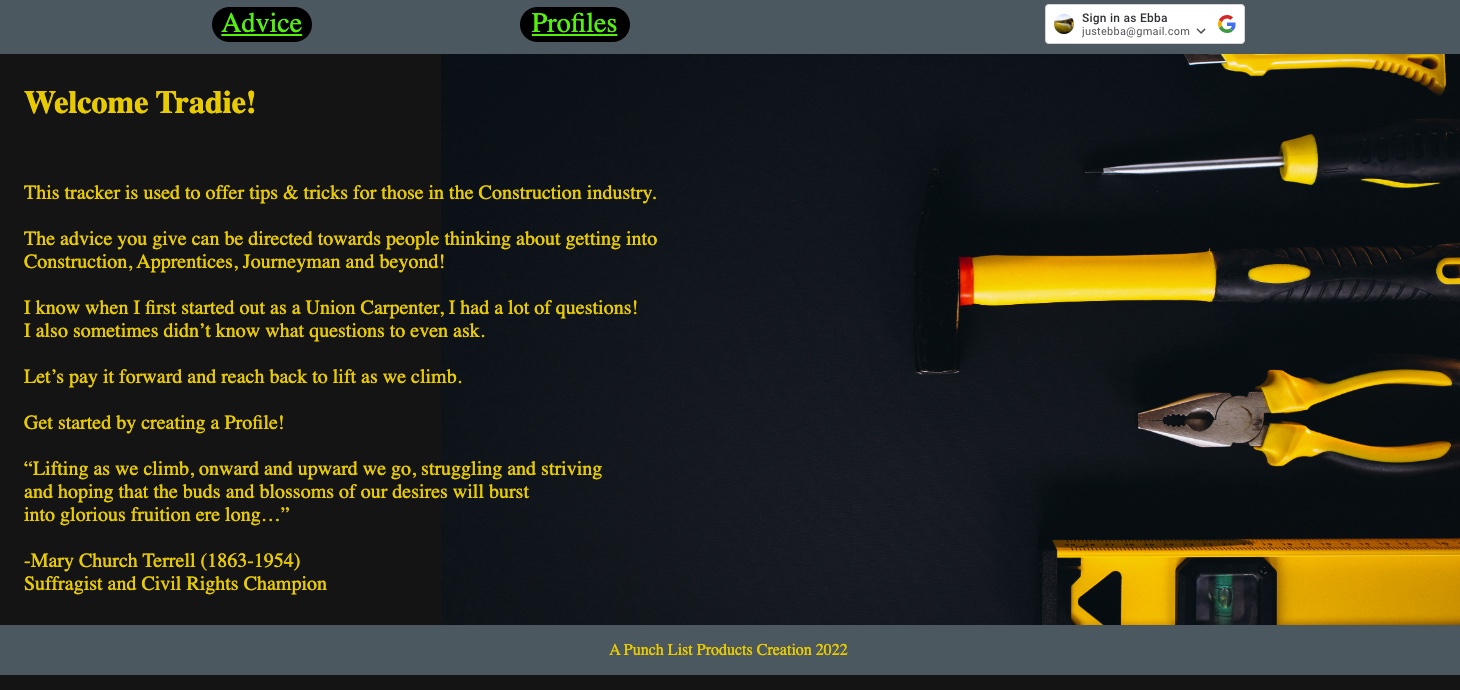 Advice
Profiles
Sign in as Ebba
justebba@gmail.com
Welcome Tradie!
This tracker is used to offer tips & tricks for those in the Construction industry.
The advice you give can be directed towards people thinking about getting into
Construction, Apprentices, Journeyman and beyond!
I know when I first started out as a Union Carpenter, I had a lot of questions!
I also sometimes didn’t know what questions to even ask.
Let’s pay it forward and reach back to lift as we climb.
Get started by creating a Profile!
“Lifting as we climb, onward and upward we go, struggling and striving
and hoping that the buds and blossoms of our desires will burst
into glorious fruition ere long…”
-Mary Church Terrell (1863-1954)
Suffragist and Civil Rights Champion
A Punch List Products Creation 2022